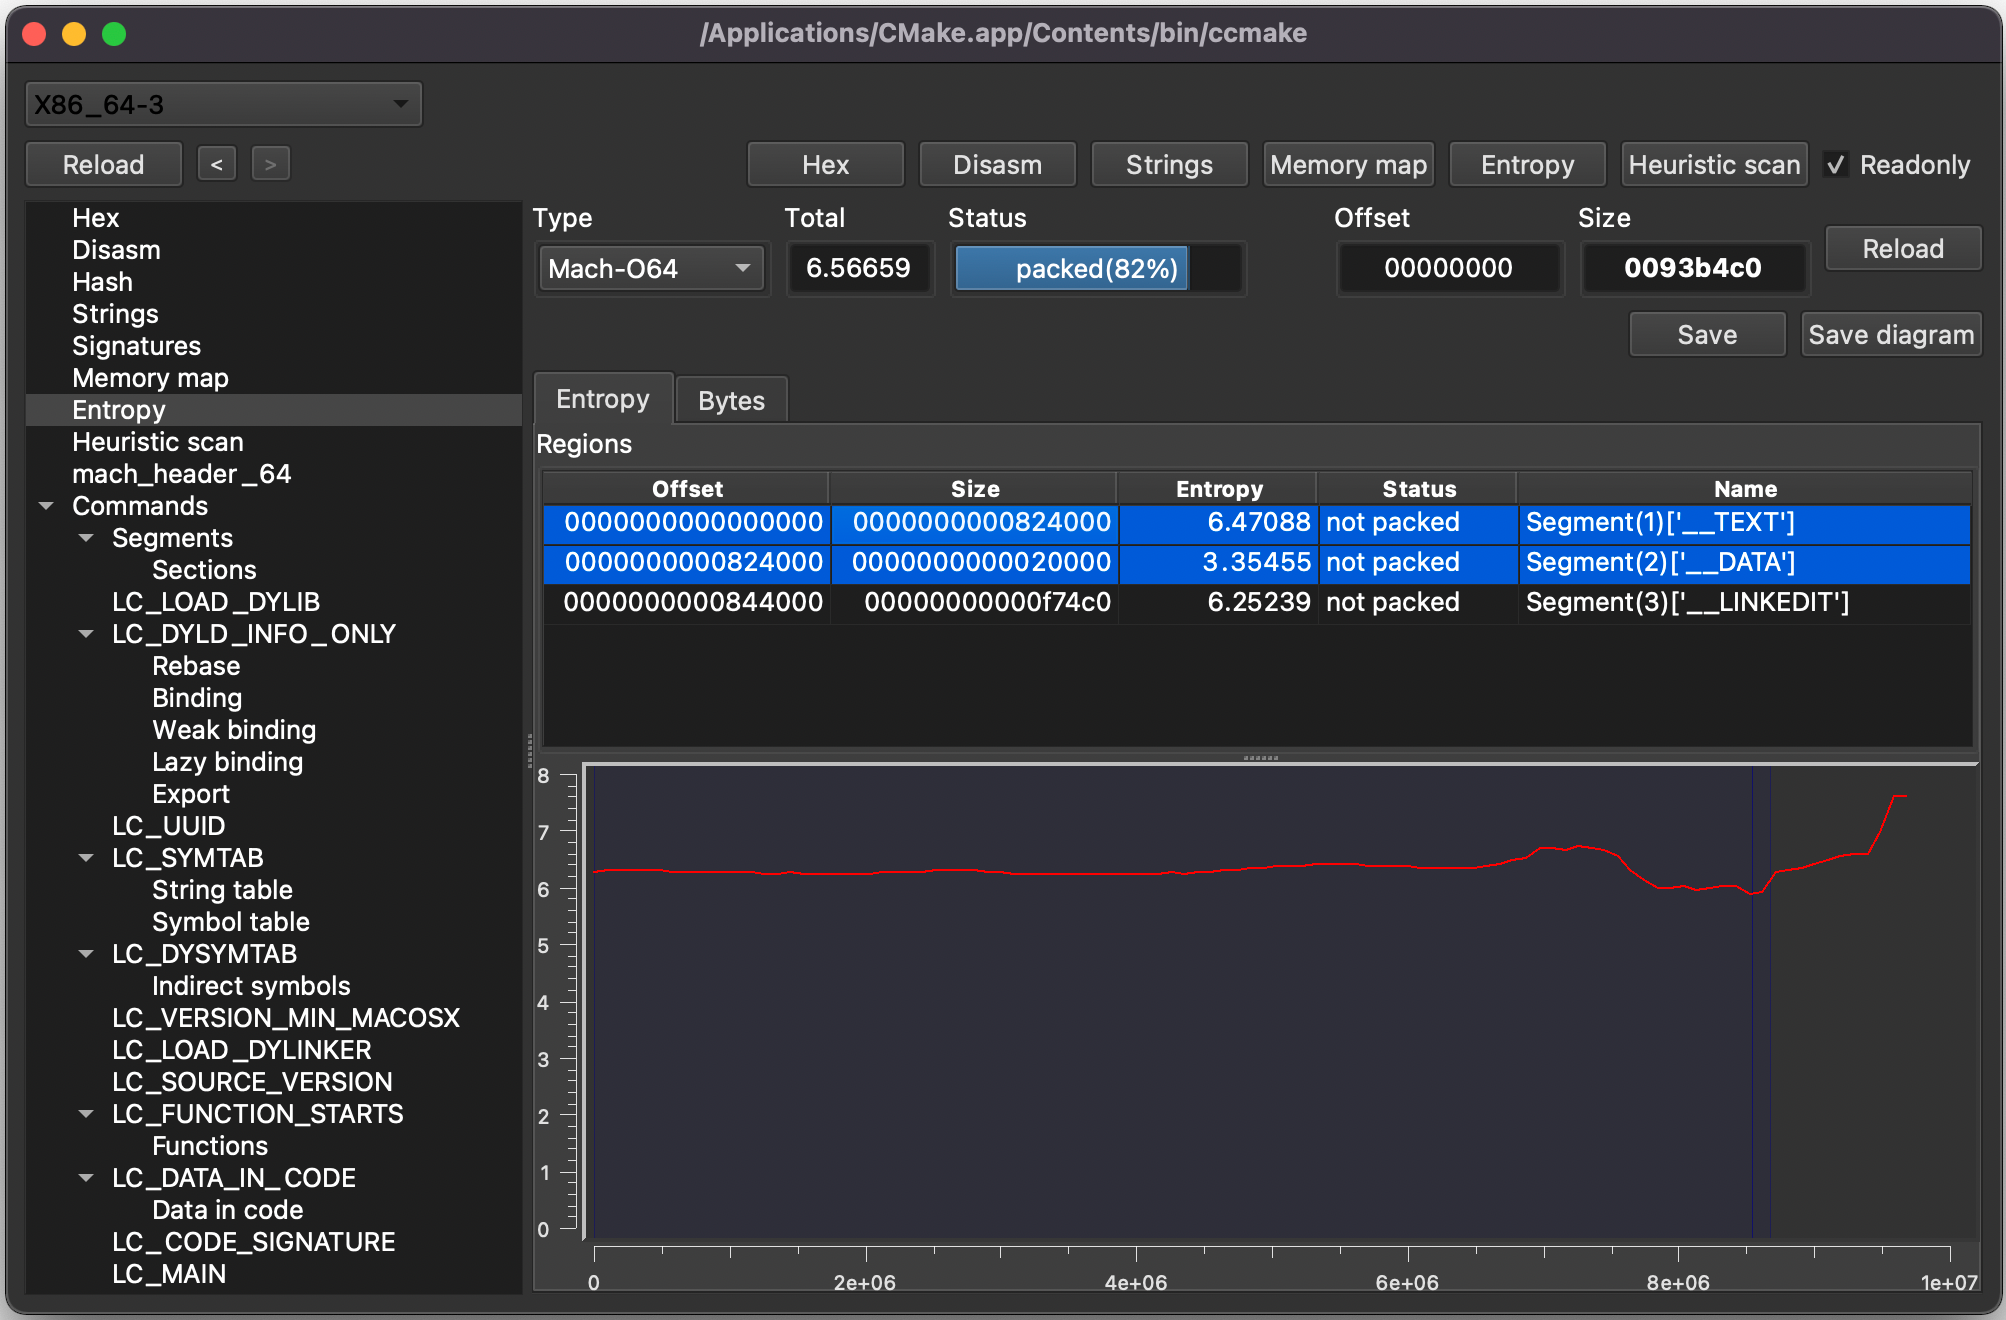 /Applications/CMake.app/Contents/bin/ccmake
X86_64-3
Reload < > Hex Disasm Strings Memory map Entropy Heuristic scan Readonly
Hex
Disasm
Hash
Strings
Signatures
Memory map
Entropy
Heuristic scan
mach_header_64
Commands
Segments
Sections
LC_LOAD_DYLIB
LC_DYLD_INFO_ONLY
Rebase
Binding
Weak binding
Lazy binding
Export
LC_UUID
LC_SYMTAB
String table
Symbol table
LC_DYSYMTAB
Indirect symbols
LC_VERSION_MIN_MACOSX
LC_LOAD_DYLINKER
LC_SOURCE_VERSION
LC_FUNCTION_STARTS
Functions
LC_DATA_IN_CODE
Data in code
LC_CODE_SIGNATURE
LC_MAIN
Type Total Status Offset Size
Mach-O64 6.56659 packed(82%) 00000000 0093b4c0 Reload
Save Save diagram
Entropy Bytes
Regions
Offset Size Entropy Status Name
0000000000000000 0000000000824000 6.47088 not packed Segment(1)['__TEXT']
0000000000824000 0000000000020000 3.35455 not packed Segment(2)['__DATA']
0000000000844000 00000000000f74c0 6.25239 not packed Segment(3)['__LINKEDIT']
8
7
6
5
4
3
2
1
0
0 2e+06 4e+06 6e+06 8e+06 1e+07